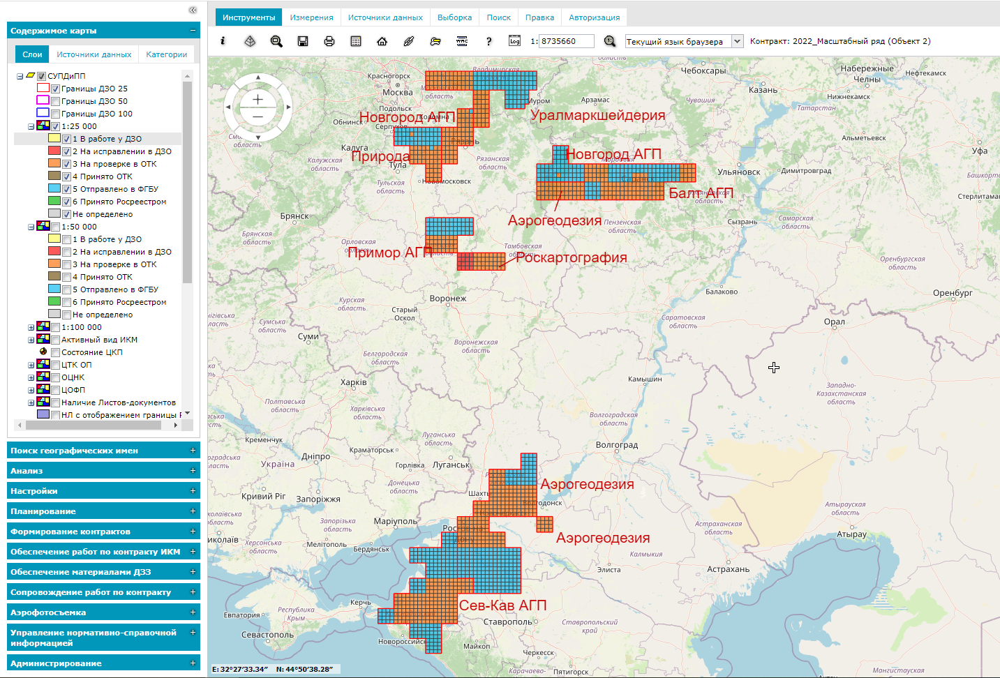 «
Содержимое карты
Слои
Источники данных
Категории
СУПДиПП
Границы ДЗО 25
Границы ДЗО 50
Границы ДЗО 100
1:25 000
1 В работе у ДЗО
2 На исправлении в ДЗО
3 На проверке в ОТК
4 Принято ОТК
5 Отправлено в ФГБУ
6 Принято Росреестром
Не определено
1:50 000
1 В работе у ДЗО
2 На исправлении в ДЗО
3 На проверке в ОТК
4 Принято ОТК
5 Отправлено в ФГБУ
6 Принято Росреестром
Не определено
1:100 000
Активный вид ИКМ
Состояние ЦКП
ЦТК ОП
ОЦНК
ЦОФП
Наличие Листов-документов
НЛ с отображением границы
Поиск географических имен
Анализ
Настройки
Планирование
Формирование контрактов
Обеспечение работ по контракту ИКМ
Обеспечение материалами ДЗЗ
Сопровождение работ по контракту
Аэрофотосъемка
Управление нормативно-справочной
информацией
Администрирование
Инструменты
Измерения
Источники данных
Выборка
Поиск
Правка
Авторизация
Log
1:
8735660
Текущий язык браузера
Контракт: 2022_Масштабный ряд (Объект 2)
Красногорск
Москва
Подольск
Обнинск
Серпухов
Калуга
Калужская
область
Тула
Тульская
область
Новомосковск
Рязань
Рязанская
область
Владимирская
область
Муром
Арзамас
Чебоксары
Чувашия
Казань
Набережные
Челны
Нефтекамск
Нижнекамск
Татарстан
Альметьевск
Уфа
Ульяновск
Димитровград
Стерлитамак
Саранск
Сызрань
Самарская
область
Пензенская
область
Оренбургская
область
Оренбург
Балаково
Саратовская
область
Орал
Западно-
Казахстанская
область
Брянск
Брянская
область
Орловская
область
Тамбовская
область
Воронеж
Курская
область
Старый
Оскол
Сумська
область
Суми
Воронежская
область
Белгородская
область
Харків
Харківська
область
Полтавська
область
Камышин
Волгоградская
область
Волгоград
Луганська
область
Кременчук
Дніпро
Україна
Краматорськ
Горлівка
Луганськ
Донецька
область
Кривий Ріг
Запоріжжя
Запорізька
область
Маріуполь
Мелітополь
Бердянськ
Херсонська
область
Шахты
Астраханская
область
Астрахань
Атырауская
область
Атырау
Калмыкия
Элиста
Керчь
Республика
Крым
Евпатория
Севастополь
Новороссийск
Майкоп
Ставрополь
Ставропольский
край
Черкесск
Пятигорск
Карачаево-
Мангистауская
область
Новгород АГП
Уралмаркшейдерия
Природа
Новгород АГП
Балт АГП
Аэрогеодезия
Примор АГП
Роскартография
Аэрогеодезия
Аэрогеодезия
Сев-Кав АГП
E: 32°27′33.34″ N: 44°50′38.28″